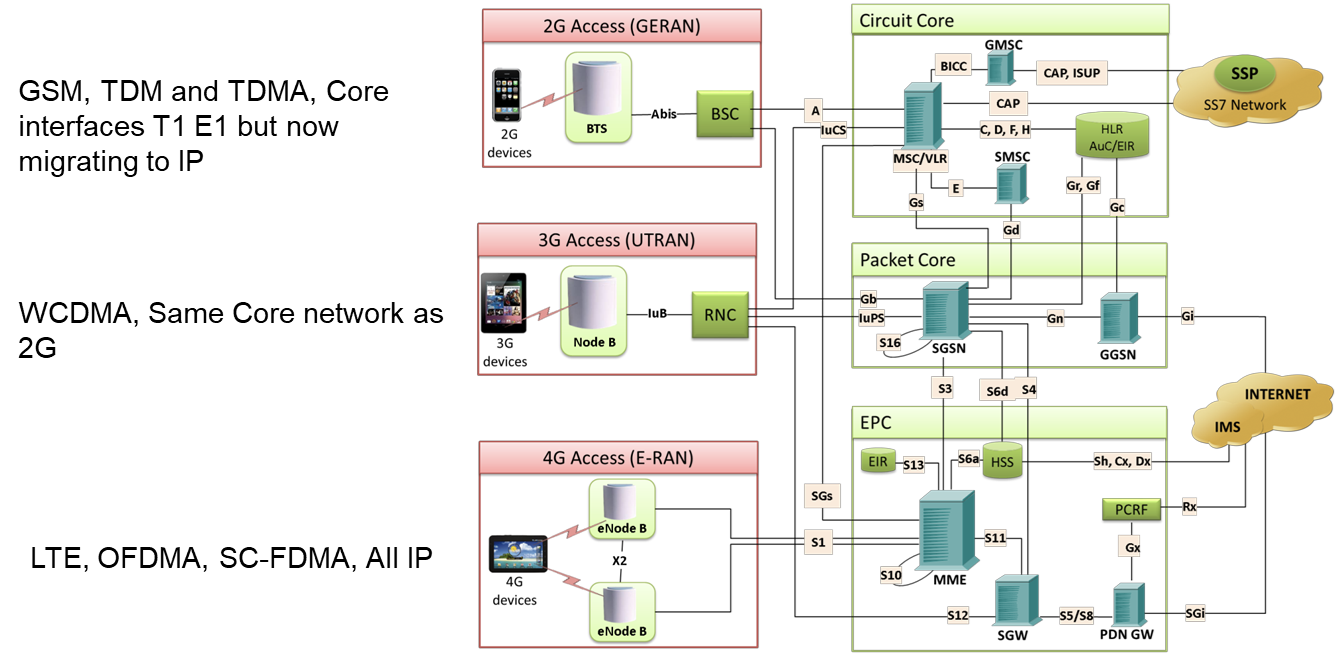 GSM, TDM and TDMA, Core
interfaces T1 E1 but now
migrating to IP
WCDMA, Same Core network as
2G
LTE, OFDMA, SC-FDMA, All IP
2G Access (GERAN)
2G
devices
BTS
Abis
BSC
3G Access (UTRAN)
3G
devices
Node B
IuB
RNC
4G Access (E-RAN)
4G
devices
eNode B
X2
eNode B
A
IuCS
Gb
IuPS
SGs
S1
S12
Circuit Core
GMSC
BICC
CAP, ISUP
CAP
SSP
SS7 Network
C, D, F, H
HLR
AuC/EIR
MSC/VLR
SMSC
E
Gs
Gd
Gr, Gf
Gc
Packet Core
SGSN
S16
Gn
GGSN
Gi
S3
S6d
S4
EPC
EIR
S13
S6a
HSS
Sh, Cx, Dx
INTERNET
IMS
PCRF
Rx
Gx
MME
S10
S11
SGW
S5/S8
PDN GW
SGi